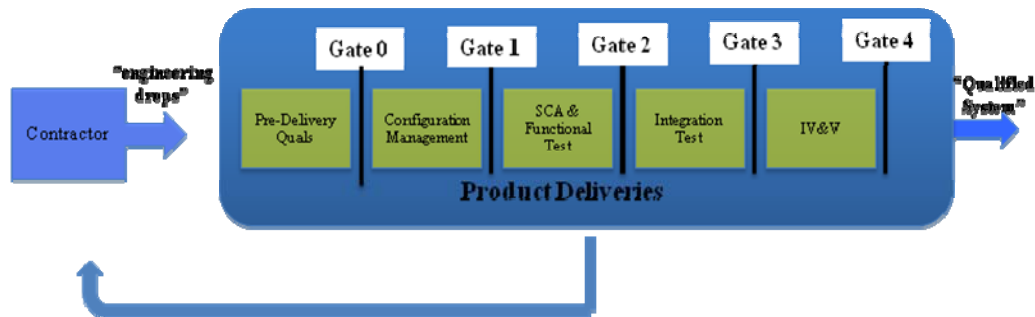 Gate 0
Gate 1
Gate 2
Gate 3
Gate 4
"engineering
drops"
"Qualified
System"
Contractor
Pre-Delivery
Quals
Configuration
Management
SCA &
Functional
Test
Integration
Test
IV&V
Product Deliveries